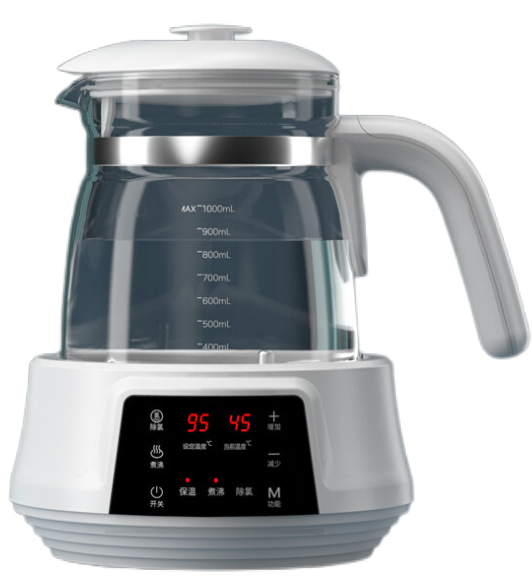 MAX 1000mL
900mL
800mL
700mL
600mL
500mL
400mL
除氯 95 45 增加
设定温度℃ 当前温度℃
煮沸 减少
开关 保温 煮沸 除氯 M 功能